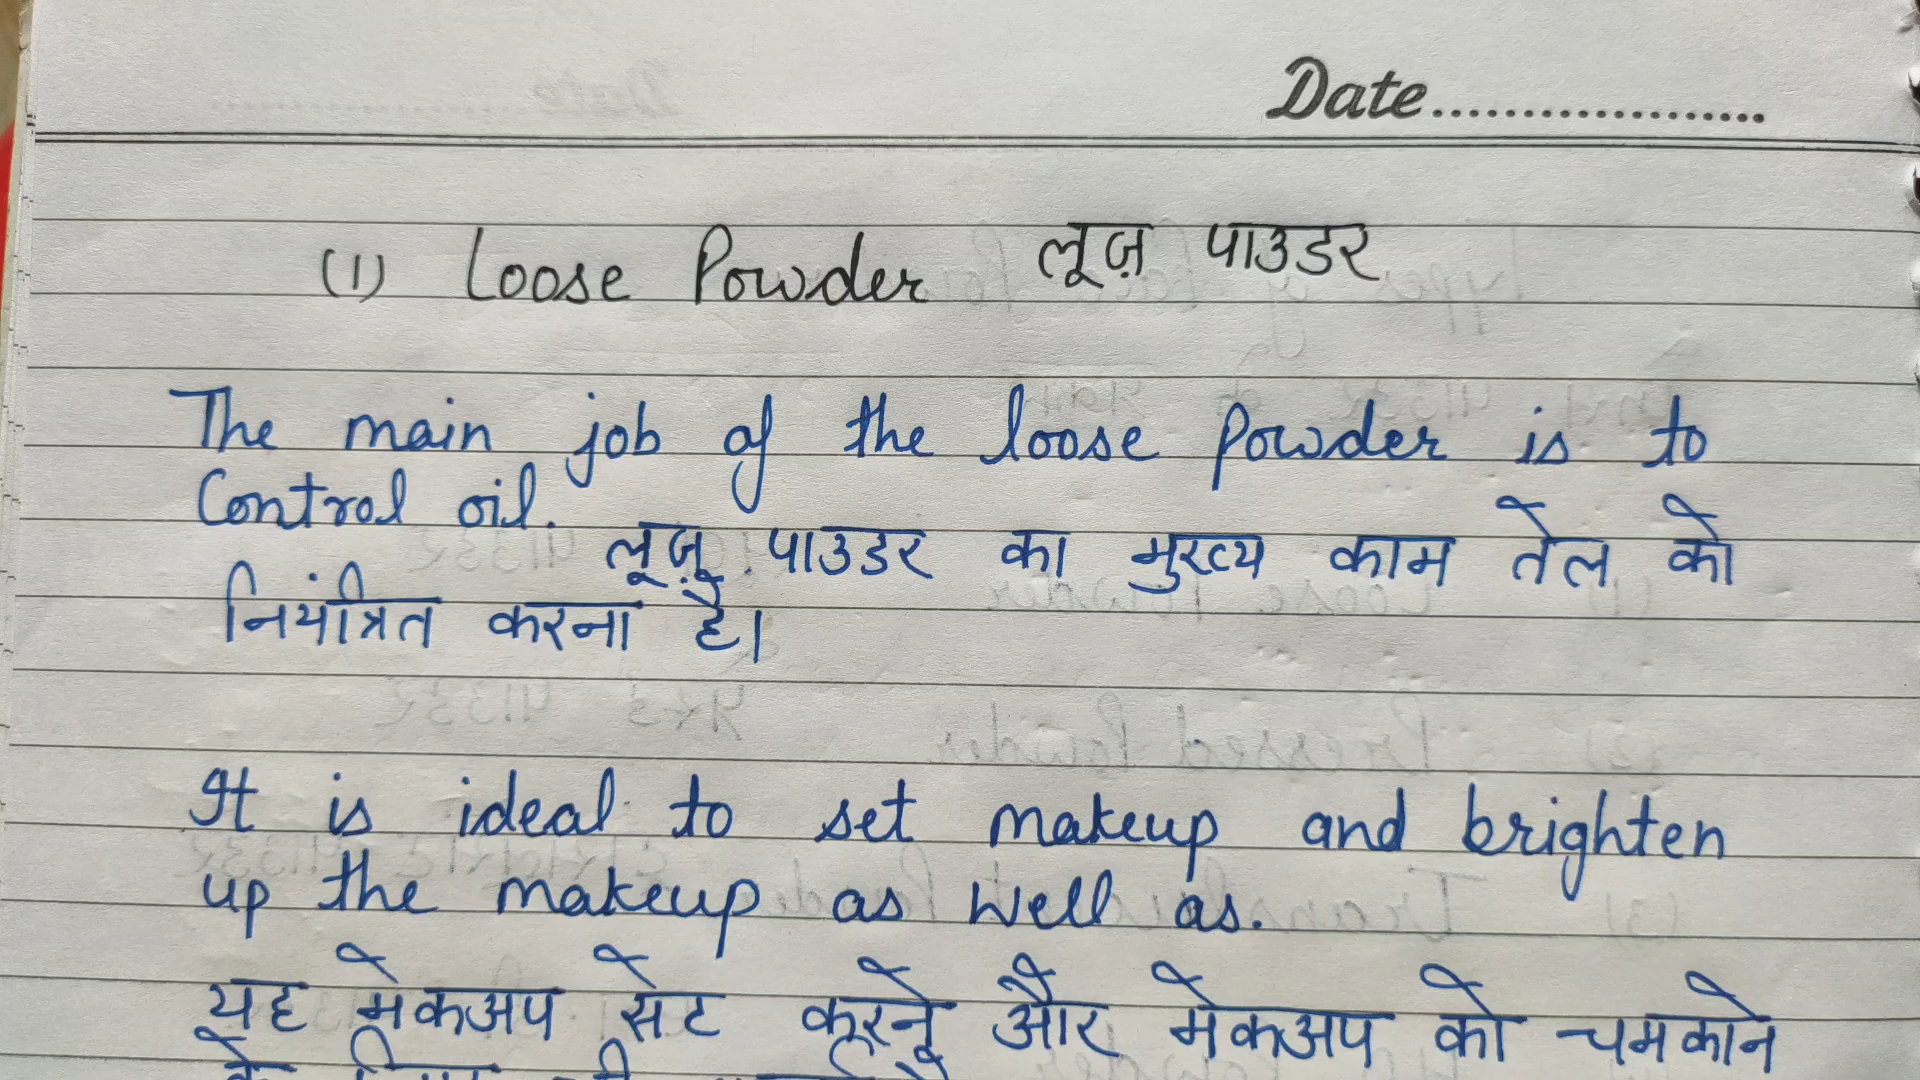 Date...................
(1) Loose Powder लूज़ पाउडर
The main job of the loose Powder is to
Control oil.
लूज़ पाउडर का मुख्य काम तेल को
नियंत्रित करना है।
It is ideal to set makeup and brighten
up the makeup as well as.
यह मेकअप सेट करने और मेकअप को चमकाने